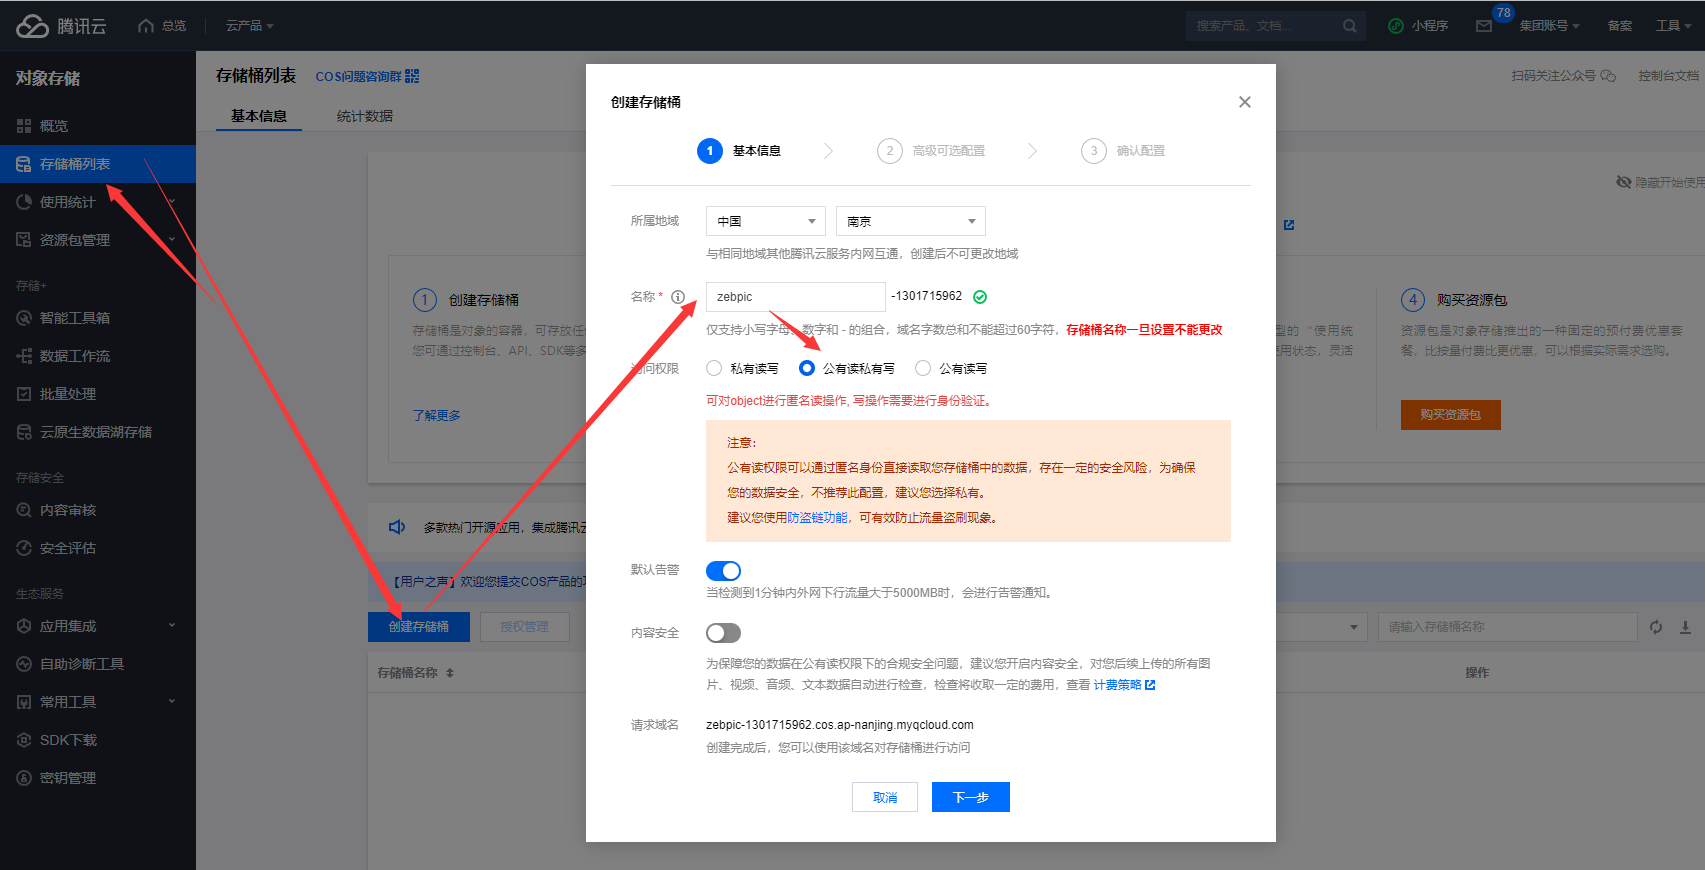 腾讯云
总览
云产品
搜索产品、文档...
小程序
78
集团账号
备案
工具
对象存储
概览
存储桶列表
使用统计
资源包管理
存储+
智能工具箱
数据工作流
批量处理
云原生数据湖存储
存储安全
内容审核
安全评估
生态服务
应用集成
自助诊断工具
常用工具
SDK下载
密钥管理
存储桶列表
COS问题咨询群
扫码关注公众号
控制台文档
基本信息
统计数据
隐藏开始使用
1 创建存储桶
存储桶是对象的容器，可存放任
您可通过控制台、API、SDK等多
了解更多
型的“使用统
用状态，灵活
4 购买资源包
资源包是对象存储推出的一种固定的预付费优惠套
餐，比按量付费比更优惠，可以根据实际需求选购。
购买资源包
多款热门开源应用，集成腾讯云
【用户之声】欢迎您提交COS产品的
创建存储桶
授权管理
请输入存储桶名称
存储桶名称
操作
创建存储桶
1 基本信息
2 高级可选配置
3 确认配置
所属地域
中国
南京
与相同地域其他腾讯云服务内网互通，创建后不可更改地域
名称 *
zebpic
-1301715962
仅支持小写字母、数字和 - 的组合，域名字数总和不能超过60字符，存储桶名称一旦设置不能更改
访问权限
私有读写
公有读私有写
公有读写
可对object进行匿名读操作, 写操作需要进行身份验证。
注意：
公有读权限可以通过匿名身份直接读取您存储桶中的数据，存在一定的安全风险，为确保
您的数据安全，不推荐此配置，建议您选择私有。
建议您使用防盗链功能，可有效防止流量盗刷现象。
默认告警
当检测到1分钟内外网下行流量大于5000MB时，会进行告警通知。
内容安全
为保障您的数据在公有读权限下的合规安全问题，建议您开启内容安全，对您后续上传的所有图
片、视频、音频、文本数据自动进行检查，检查将收取一定的费用，查看 计费策略
请求域名
zebpic-1301715962.cos.ap-nanjing.myqcloud.com
创建完成后，您可以使用该域名对存储桶进行访问
取消
下一步